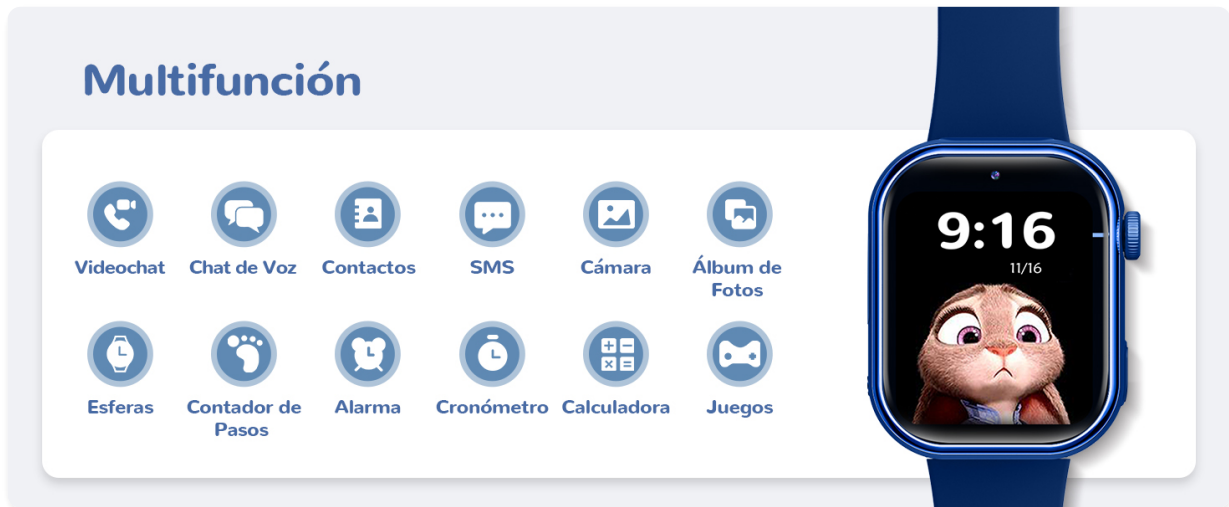 Multifunción
Videochat
Chat de Voz
Contactos
SMS
Cámara
Álbum de
Fotos
Esferas
Contador de
Pasos
Alarma
Cronómetro
Calculadora
Juegos
9:16
11/16